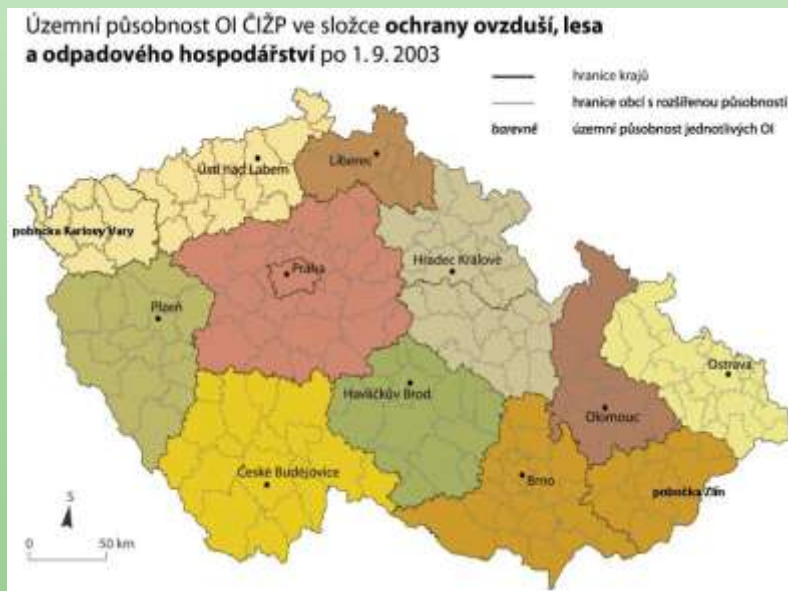 Územní působnost OI ČIŽP ve složce ochrany ovzduší, lesa
a odpadového hospodářství po 1. 9. 2003
hranice krajů
hranice obcí s rozšířenou působností
barevně území působnost jednotlivých OI
Liberec
Ústí nad Labem
pobočka Karlovy Vary
Hradec Králové
Praha
Plzeň
Ostrava
Havlíčkův Brod
Olomouc
České Budějovice
Brno
pobočka Zlín
S
0 50 km